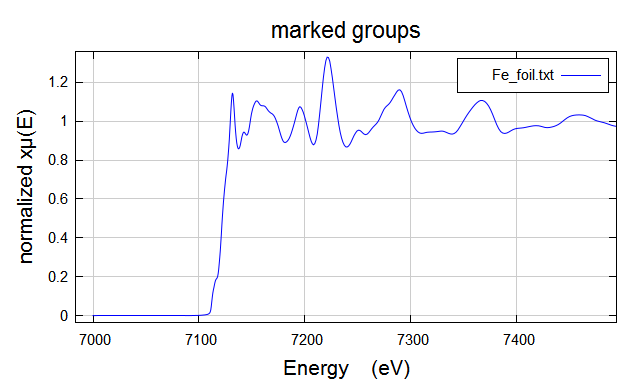 marked groups
Fe_foil.txt
normalized xμ(E)
1.2
1
0.8
0.6
0.4
0.2
0
7000 7100 7200 7300 7400
Energy (eV)